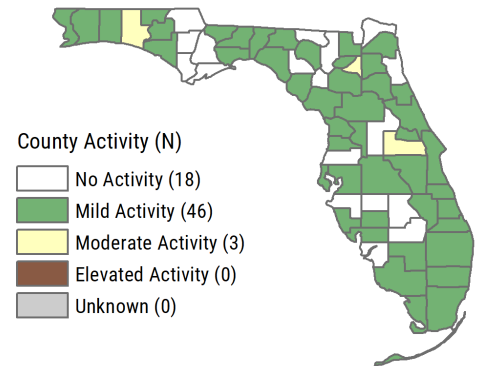 County Activity (N)
No Activity (18)
Mild Activity (46)
Moderate Activity (3)
Elevated Activity (0)
Unknown (0)